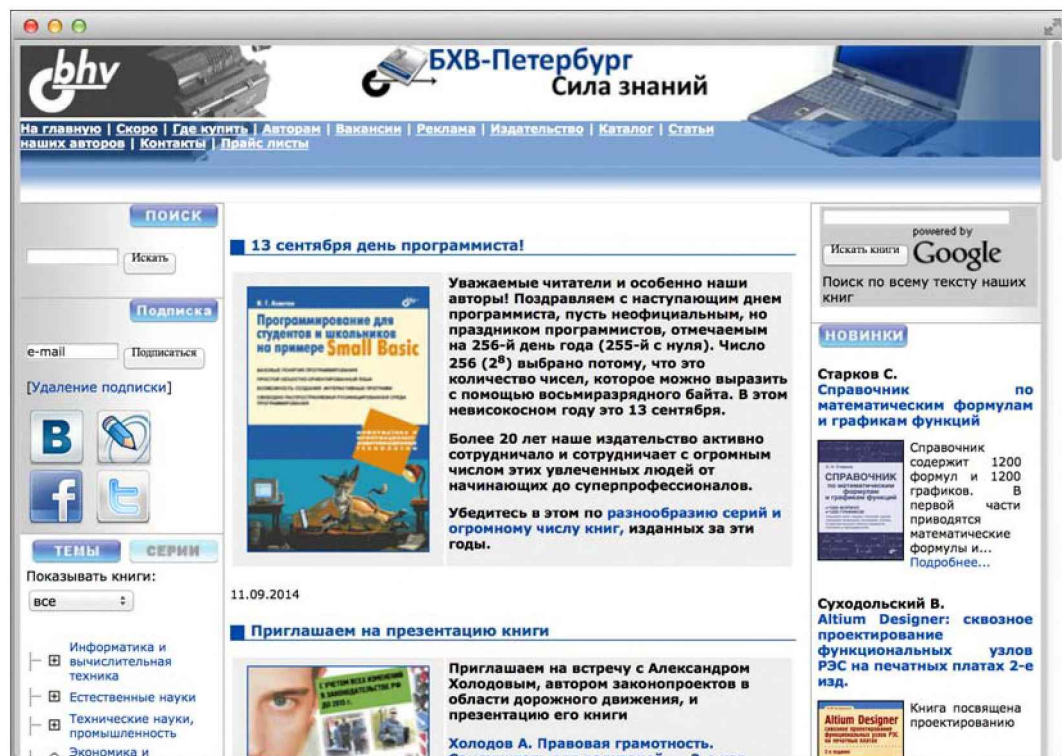 bhv
БХВ-Петербург
Сила знаний
На главную | Скоро | Где купить | Авторам | Вакансии | Реклама | Издательство | Каталог | Статьи
наших авторов | Контакты | Прайс листы
ПОИСК
Искать
Подписка
e-mail
Подписаться
[Удаление подписки]
ТЕМЫ
СЕРИИ
Показывать книги:
все
Информатика и
вычислительная
техника
Естественные науки
Технические науки,
промышленность
Экономика и
13 сентября день программиста!
Программирование для
студентов и школьников
на примере Small Basic
Уважаемые читатели и особенно наши
авторы! Поздравляем с наступающим днем
программиста, пусть неофициальным, но
праздником программистов, отмечаемым
на 256-й день года (255-й с нуля). Число
256 (2⁸) выбрано потому, что это
количество чисел, которое можно выразить
с помощью восьмиразрядного байта. В этом
невисокосном году это 13 сентября.
Более 20 лет наше издательство активно
сотрудничало и сотрудничает с огромным
числом этих увлеченных людей от
начинающих до суперпрофессионалов.
Убедитесь в этом по разнообразию серий и
огромному числу книг, изданных за эти
годы.
11.09.2014
Приглашаем на презентацию книги
С УЧЕТОМ ВСЕХ ИЗМЕНЕНИЙ
В ЗАКОНОДАТЕЛЬСТВЕ РФ
Приглашаем на встречу с Александром
Холодовым, автором законопроектов в
области дорожного движения, и
презентацию его книги
Холодов А. Правовая грамотность.
powered by
Искать книги
Google
Поиск по всему тексту наших
книг
НОВИНКИ
Старков С.
Справочник по
математическим формулам
и графикам функций
СПРАВОЧНИК
по математическим
формулам
и графикам функций
Справочник
содержит 1200
формул и 1200
графиков. В
первой части
приводятся
математические
формулы и...
Подробнее...
Суходольский В.
Altium Designer: сквозное
проектирование
функциональных узлов
РЭС на печатных платах 2-е
изд.
Altium Designer
Книга посвящена
проектированию